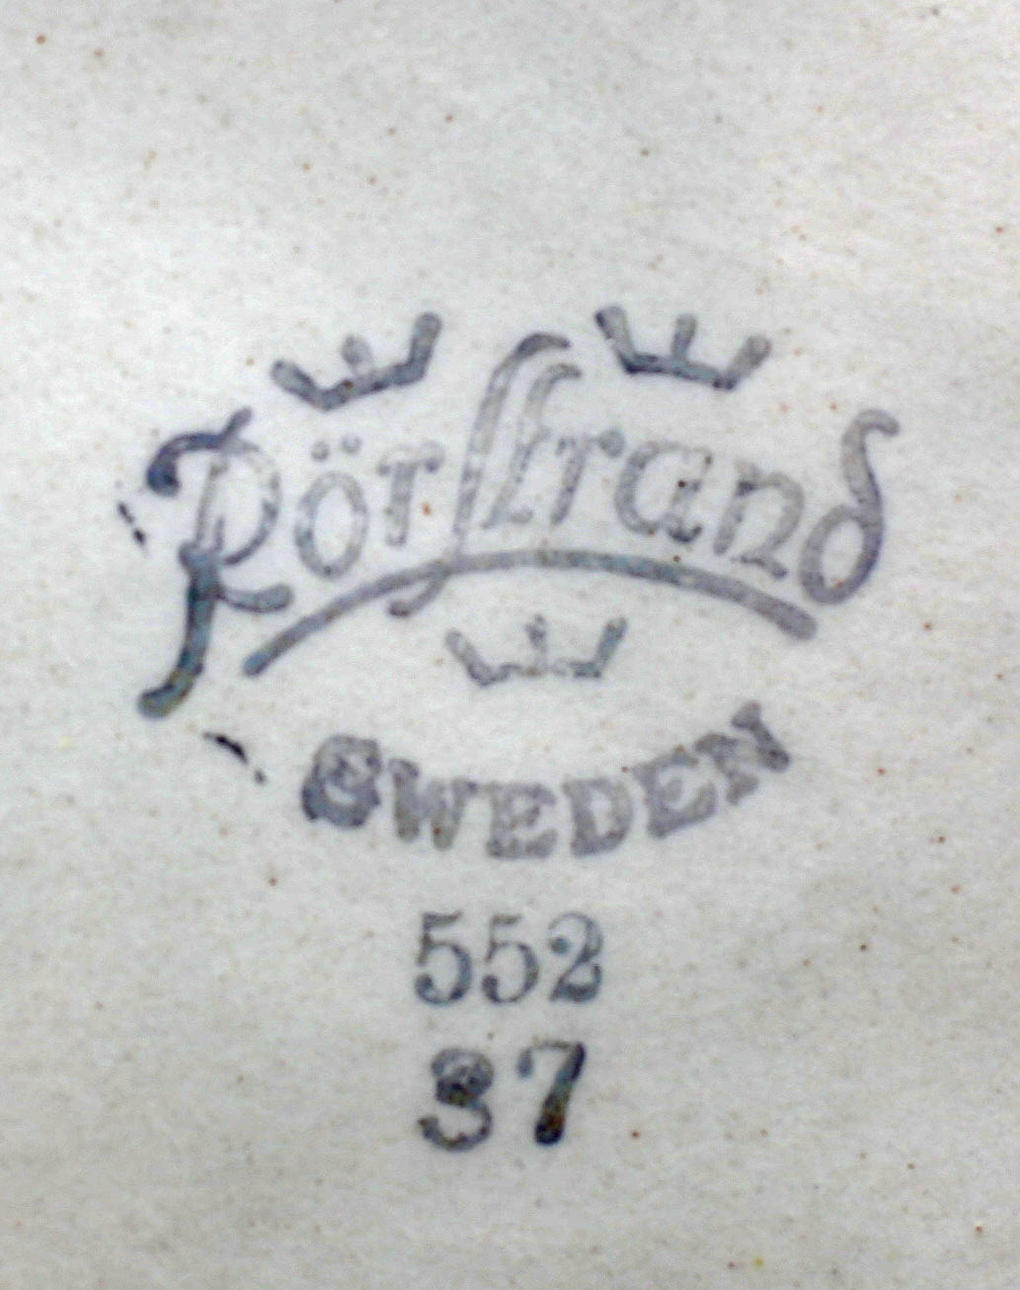 Rörstrand
SWEDEN
552
37